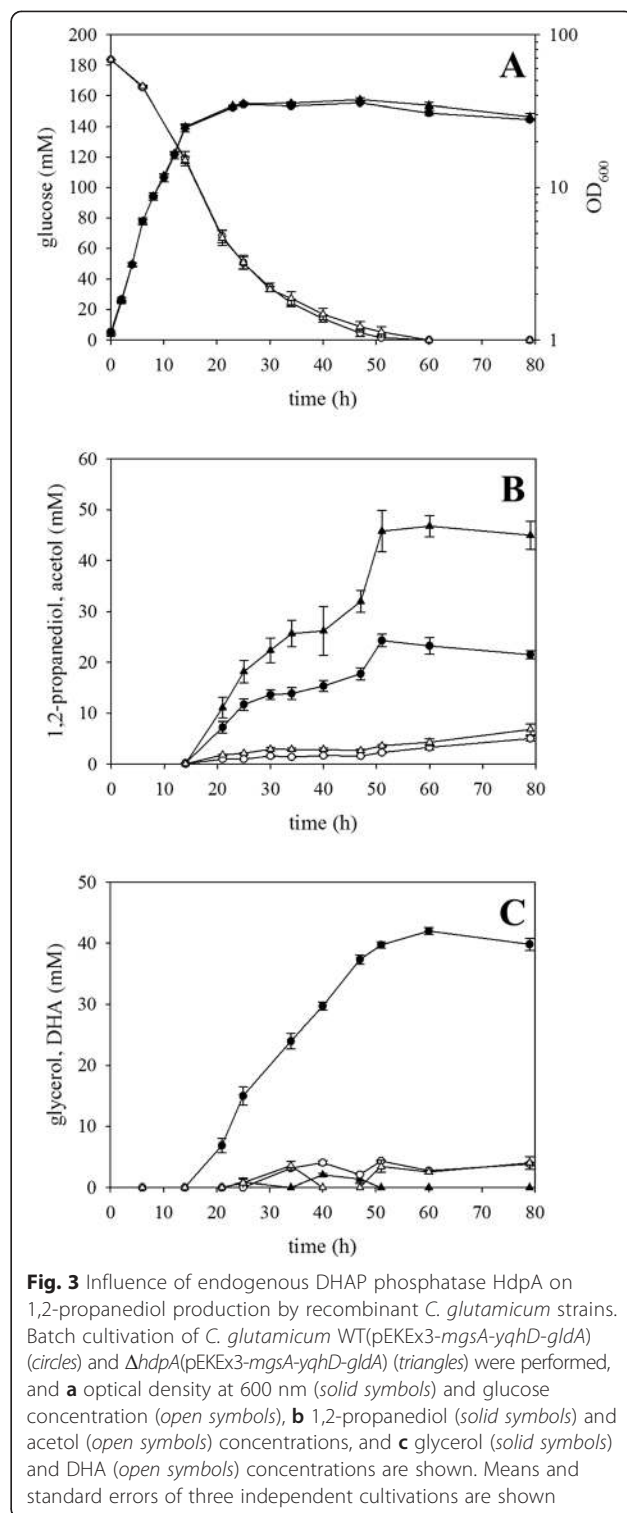 A
200
180
160
140
120
100
80
60
40
20
0
glucose (mM)
100
10
1
OD600
0 10 20 30 40 50 60 70 80
time (h)
B
60
50
40
30
20
10
0
1,2-propanediol, acetol (mM)
0 10 20 30 40 50 60 70 80
time (h)
C
50
40
30
20
10
0
glycerol, DHA (mM)
0 10 20 30 40 50 60 70 80
time (h)
Fig. 3 Influence of endogenous DHAP phosphatase HdpA on
1,2-propanediol production by recombinant C. glutamicum strains.
Batch cultivation of C. glutamicum WT(pEKEx3-mgsA-yqhD-gldA)
(circles) and ΔhdpA(pEKEx3-mgsA-yqhD-gldA) (triangles) were performed,
and a optical density at 600 nm (solid symbols) and glucose
concentration (open symbols), b 1,2-propanediol (solid symbols) and
acetol (open symbols) concentrations, and c glycerol (solid symbols)
and DHA (open symbols) concentrations are shown. Means and
standard errors of three independent cultivations are shown